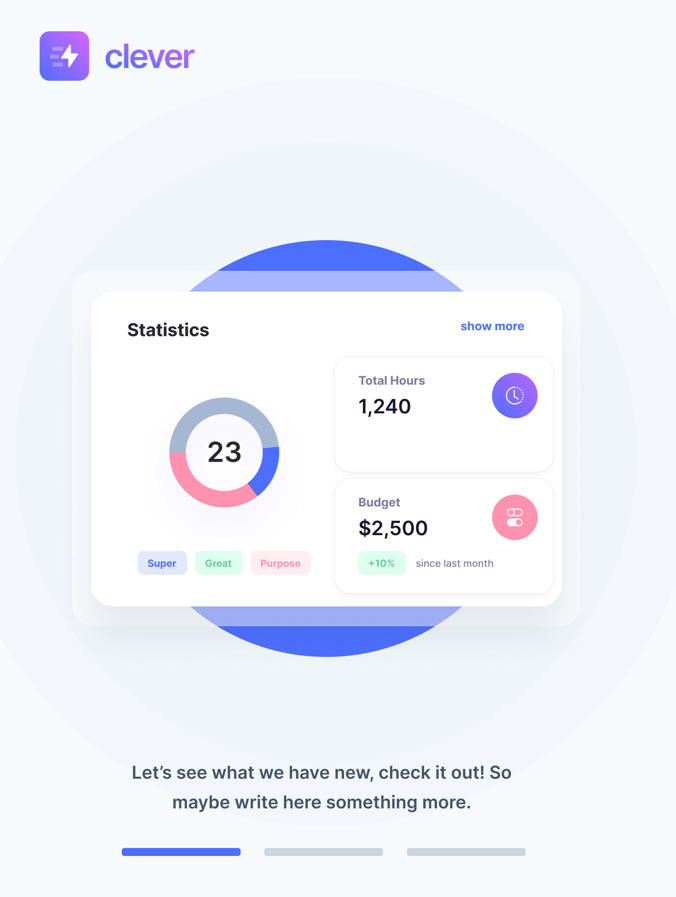 clever
Statistics
show more
23
Super
Great
Purpose
Total Hours
1,240
Budget
$2,500
+10%
since last month
Let’s see what we have new, check it out! So
maybe write here something more.